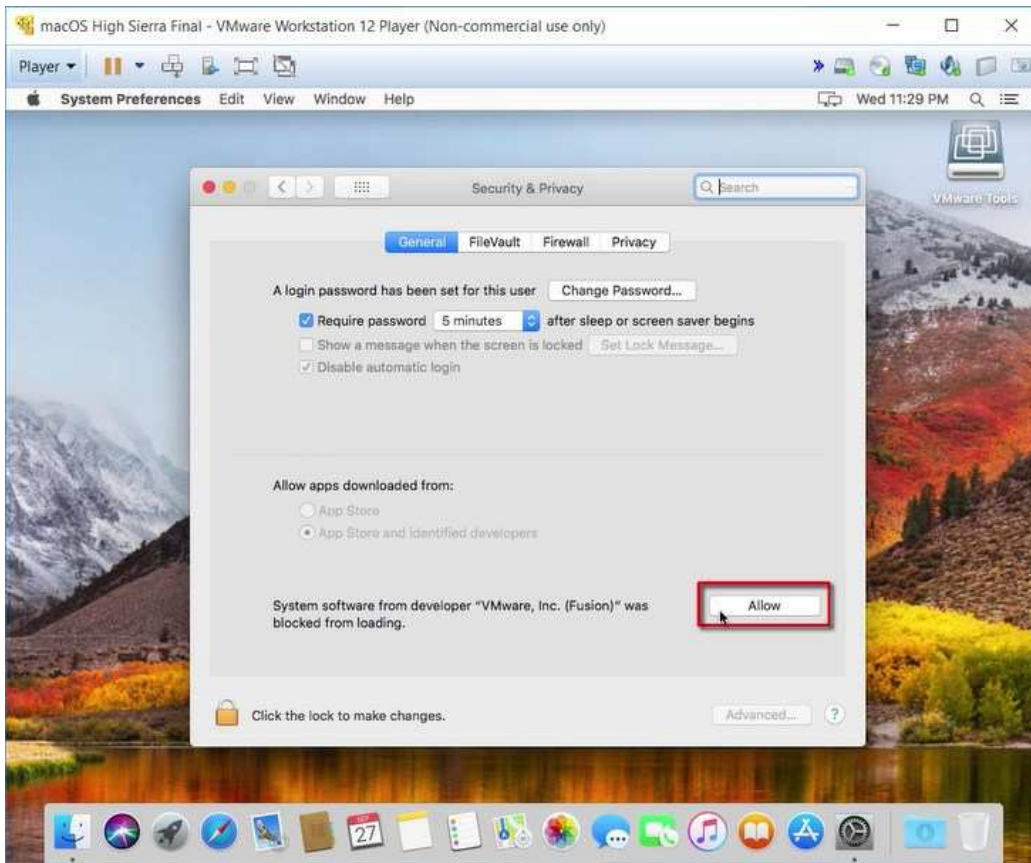 macOS High Sierra Final - VMware Workstation 12 Player (Non-commercial use only)
Player
System Preferences Edit View Window Help Wed 11:29 PM
VMware Tools
Security & Privacy
Search
General FileVault Firewall Privacy
A login password has been set for this user Change Password...
Require password 5 minutes after sleep or screen saver begins
Show a message when the screen is locked Set Lock Message...
Disable automatic login
Allow apps downloaded from:
App Store
App Store and identified developers
System software from developer "VMware, Inc. (Fusion)" was
blocked from loading.
Allow
Click the lock to make changes.
Advanced... ?
SEP
27